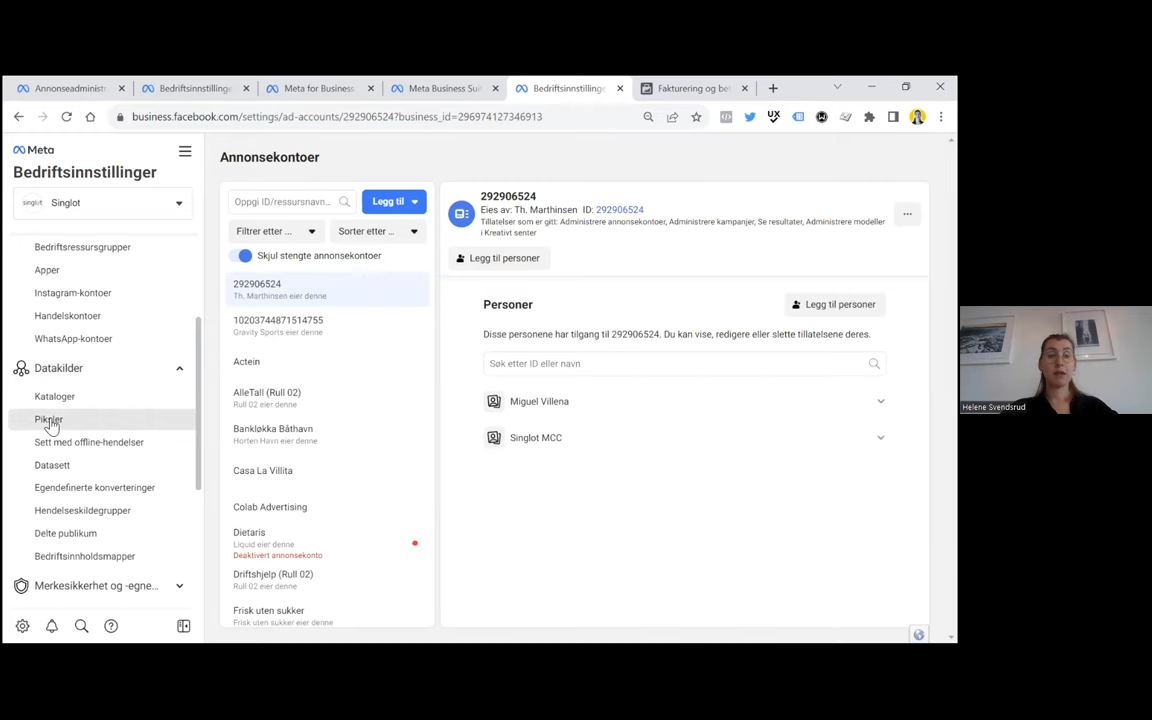 Annonseadministr
Bedriftsinnstillinge
Meta for Business
Meta Business Suit
Bedriftsinnstillinge
Fakturering og bet
business.facebook.com/settings/ad-accounts/292906524?business_id=296974127346913
Meta
Bedriftsinnstillinger
singlut
Singlot
Bedriftsressursgrupper
Apper
Instagram-kontoer
Handelskontoer
WhatsApp-kontoer
Datakilder
Kataloger
Piksler
Sett med offline-hendelser
Datasett
Egendefinerte konverteringer
Hendelseskildegrupper
Delte publikum
Bedriftsinnholdsmapper
Merkesikkerhet og -egne...
Annonsekontoer
Oppgi ID/ressursnavn...
Legg til
Filtrer etter ...
Sorter etter ...
Skjul stengte annonsekontoer
292906524
Th. Marthinsen eier denne
10203744871514755
Gravity Sports eier denne
Actein
AlleTall (Rull 02)
Rull 02 eier denne
Bankløkka Båthavn
Horten Havn eier denne
Casa La Villita
Colab Advertising
Dietaris
Liquid eier denne
Deaktivert annonsekonto
Driftshjelp (Rull 02)
Rull 02 eier denne
Frisk uten sukker
Frisk uten sukker eier denne
292906524
Eies av: Th. Marthinsen ID: 292906524
Tillatelser som er gitt: Administrere annonsekontoer, Administrere kampanjer, Se resultater, Administrere modeller
i Kreativt senter
Legg til personer
Personer
Legg til personer
Disse personene har tilgang til 292906524. Du kan vise, redigere eller slette tillatelsene deres.
Søk etter ID eller navn
Miguel Villena
Singlot MCC
Helene Svendsrud